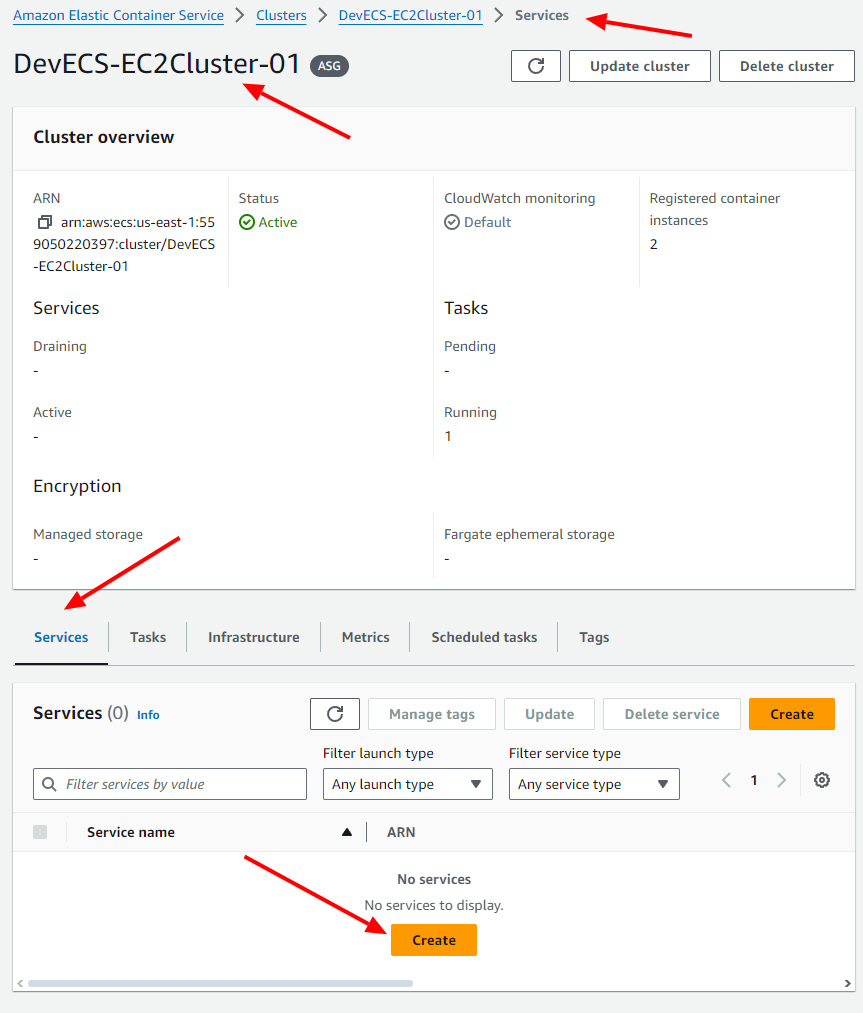 Amazon Elastic Container Service > Clusters > DevECS-EC2Cluster-01 > Services
DevECS-EC2Cluster-01 ASG
Update cluster
Delete cluster
Cluster overview
ARN
arn:aws:ecs:us-east-1:55
9050220397:cluster/DevECS
-EC2Cluster-01
Status
Active
CloudWatch monitoring
Default
Registered container
instances
2
Services
Draining
-
Active
-
Tasks
Pending
-
Running
1
Encryption
Managed storage
-
Fargate ephemeral storage
-
Services Tasks Infrastructure Metrics Scheduled tasks Tags
Services (0) Info
Manage tags
Update
Delete service
Create
Filter services by value
Filter launch type
Any launch type
Filter service type
Any service type
1
Service name
ARN
No services
No services to display.
Create